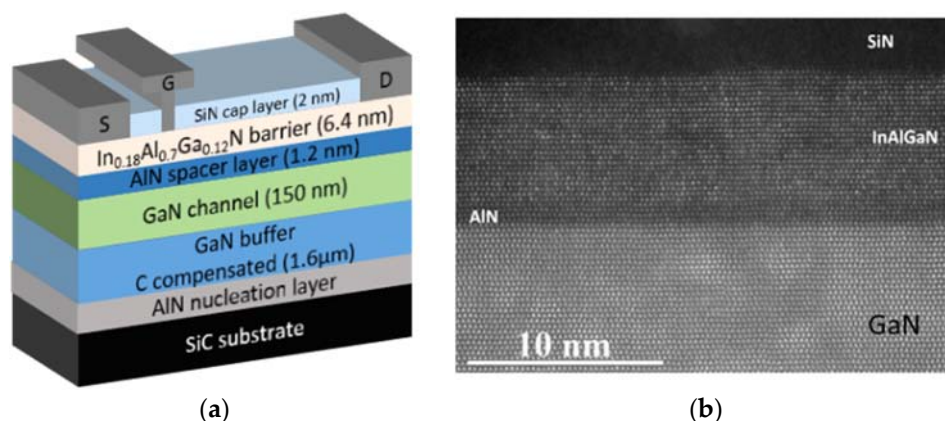 G
D
S
SiN cap layer (2 nm)
In0.18Al0.7Ga0.12N barrier (6.4 nm)
AlN spacer layer (1.2 nm)
GaN channel (150 nm)
GaN buffer
C compensated (1.6µm)
AlN nucleation layer
SiC substrate
(a)
SiN
InAlGaN
AlN
GaN
10 nm
(b)